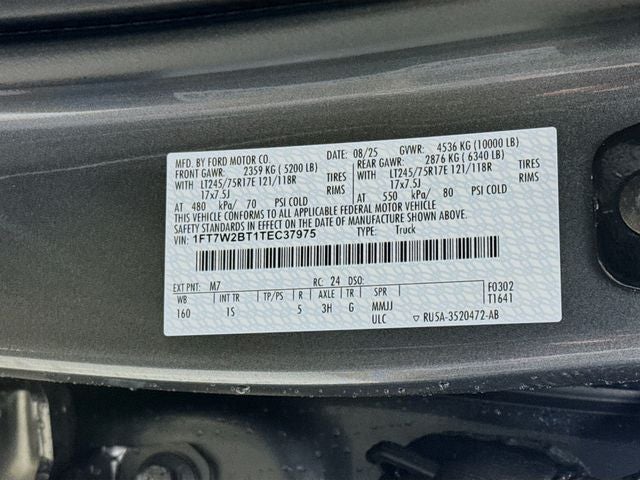 MFD. BY FORD MOTOR CO.
DATE: 08/25 GVWR: 4536 KG (10000 LB)
FRONT GAWR: 2359 KG ( 5200 LB) REAR GAWR: 2876 KG ( 6340 LB)
WITH LT245/75R17E 121/118R TIRES WITH LT245/75R17E 121/118R TIRES
17x7.5J RIMS 17x7.5J RIMS
AT 480 kPa/ 70 PSI COLD AT 550 kPa/ 80 PSI COLD
THIS VEHICLE CONFORMS TO ALL APPLICABLE FEDERAL MOTOR VEHICLE
SAFETY STANDARDS IN EFFECT ON THE DATE OF MANUFACTURE SHOWN ABOVE.
VIN: 1FT7W2BT1TEC37975 TYPE: Truck
EXT PNT: M7 RC: 24 DSO: F0302
WB INT TR TP/PS R AXLE TR SPR T1641
160 1S 5 3H G MMJJ
ULC ▽ RU5A-3520472-AB